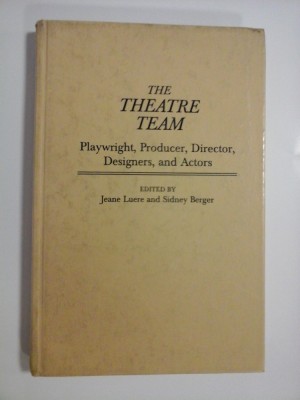 THE
THEATRE
TEAM
Playwright, Producer, Director,
Designers, and Actors
EDITED BY
Jeane Luere and Sidney Berger